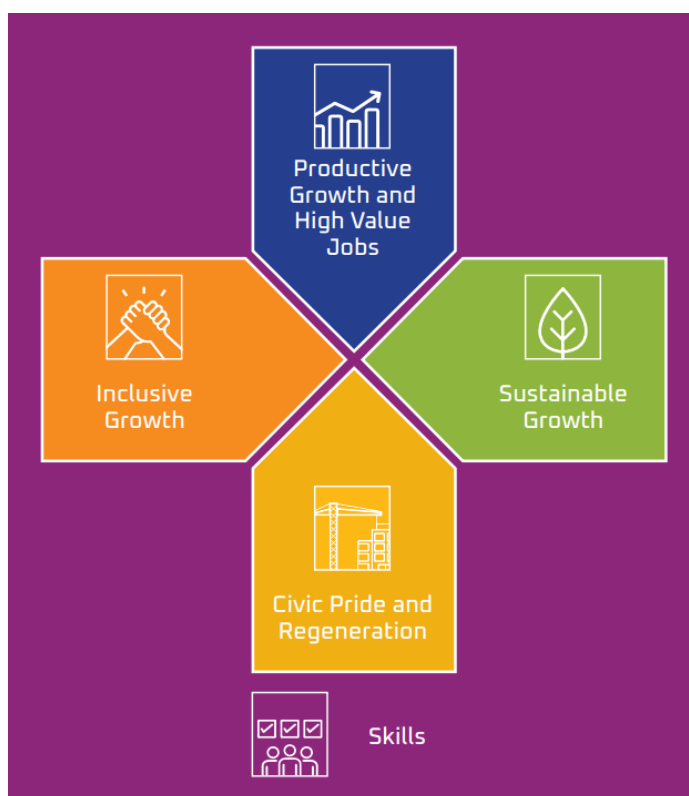 Productive
Growth and
High Value
Jobs
Inclusive
Growth
Sustainable
Growth
Civic Pride and
Regeneration
Skills